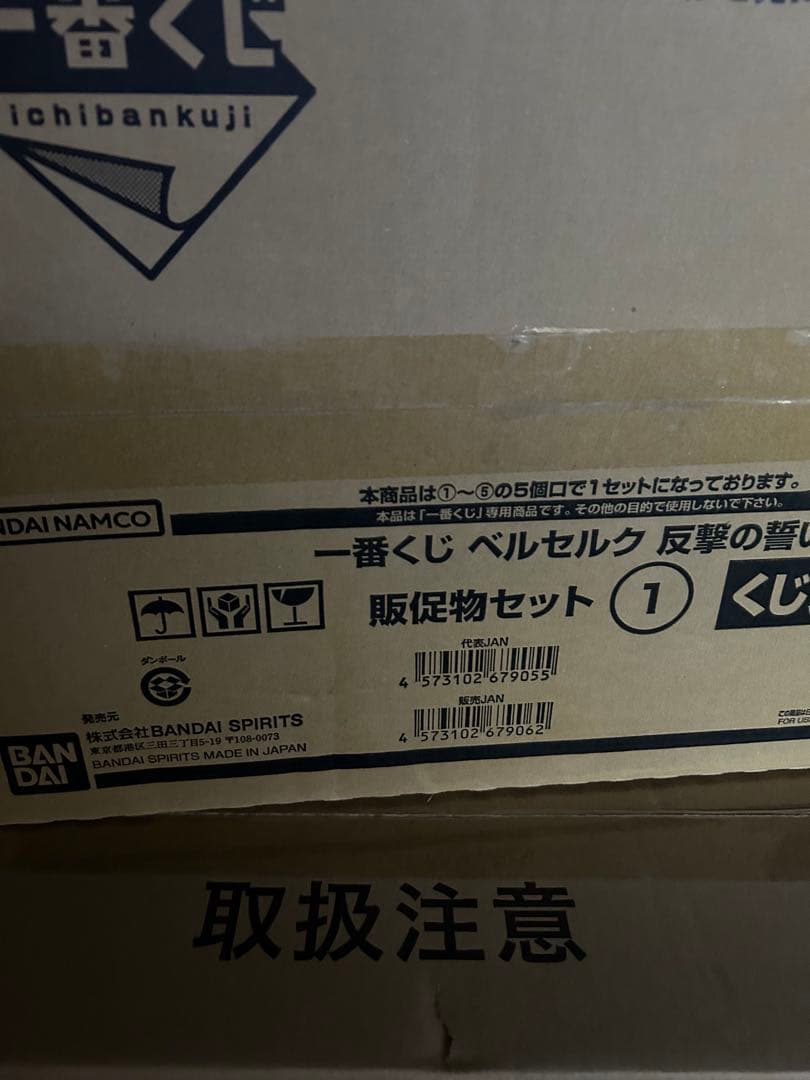 一番くじ
ichibankuji
本商品は①〜⑤の5個口で1セットになっております。
NDAI NAMCO
本品は「一番くじ」専用商品です。その他の目的で使用しないで下さい。
一番くじ ベルセルク 反撃の誓い
販促物セット ① くじ
代表JAN
4 573102 679055
ダンボール
販売JAN
4 573102 679062
発売元
株式会社BANDAI SPIRITS
東京都港区三田三丁目5-19 〒108-0073
BANDAI SPIRITS MADE IN JAPAN
BAN
DAI
FOR US
取扱注意